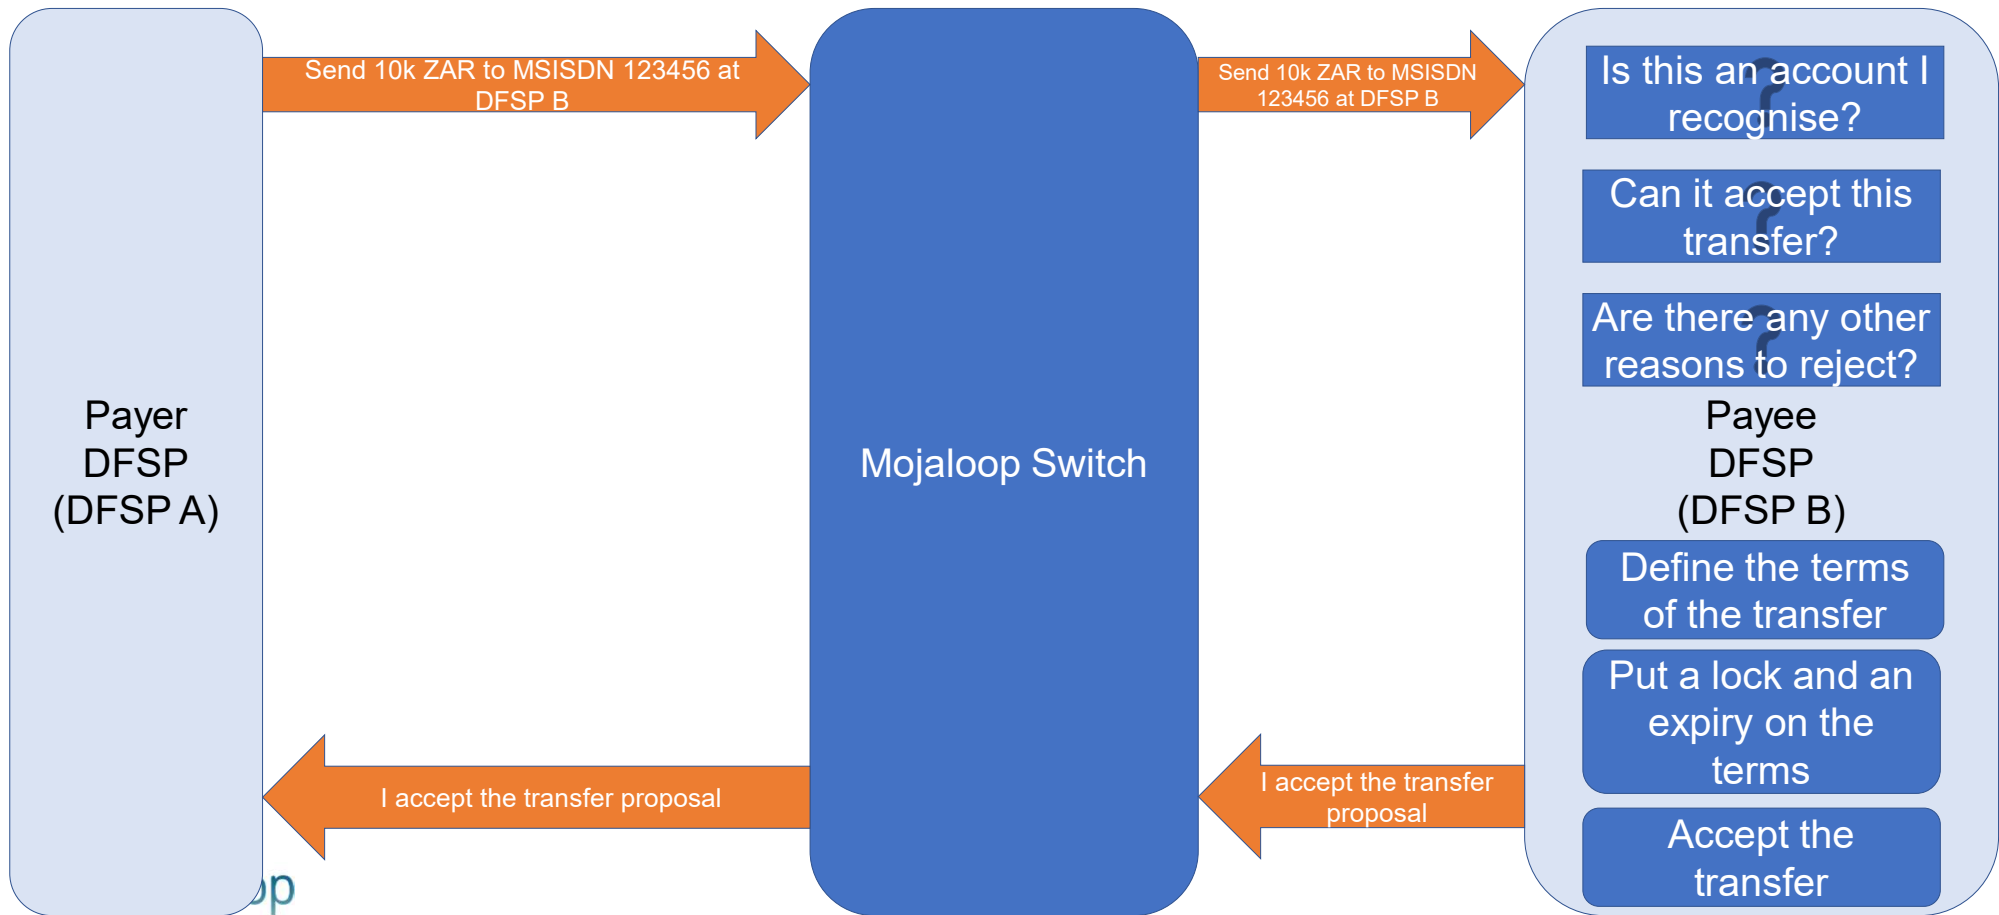 Send 10k ZAR to MSISDN 123456 at
DFSP B
Send 10k ZAR to MSISDN
123456 at DFSP B
Is this an account I
recognise?
?
Can it accept this
transfer?
?
Are there any other
reasons to reject?
?
Payer
DFSP
(DFSP A)
Mojaloop Switch
Payee
DFSP
(DFSP B)
Define the terms
of the transfer
Put a lock and an
expiry on the
terms
I accept the transfer proposal
I accept the transfer
proposal
Accept the
transfer
op